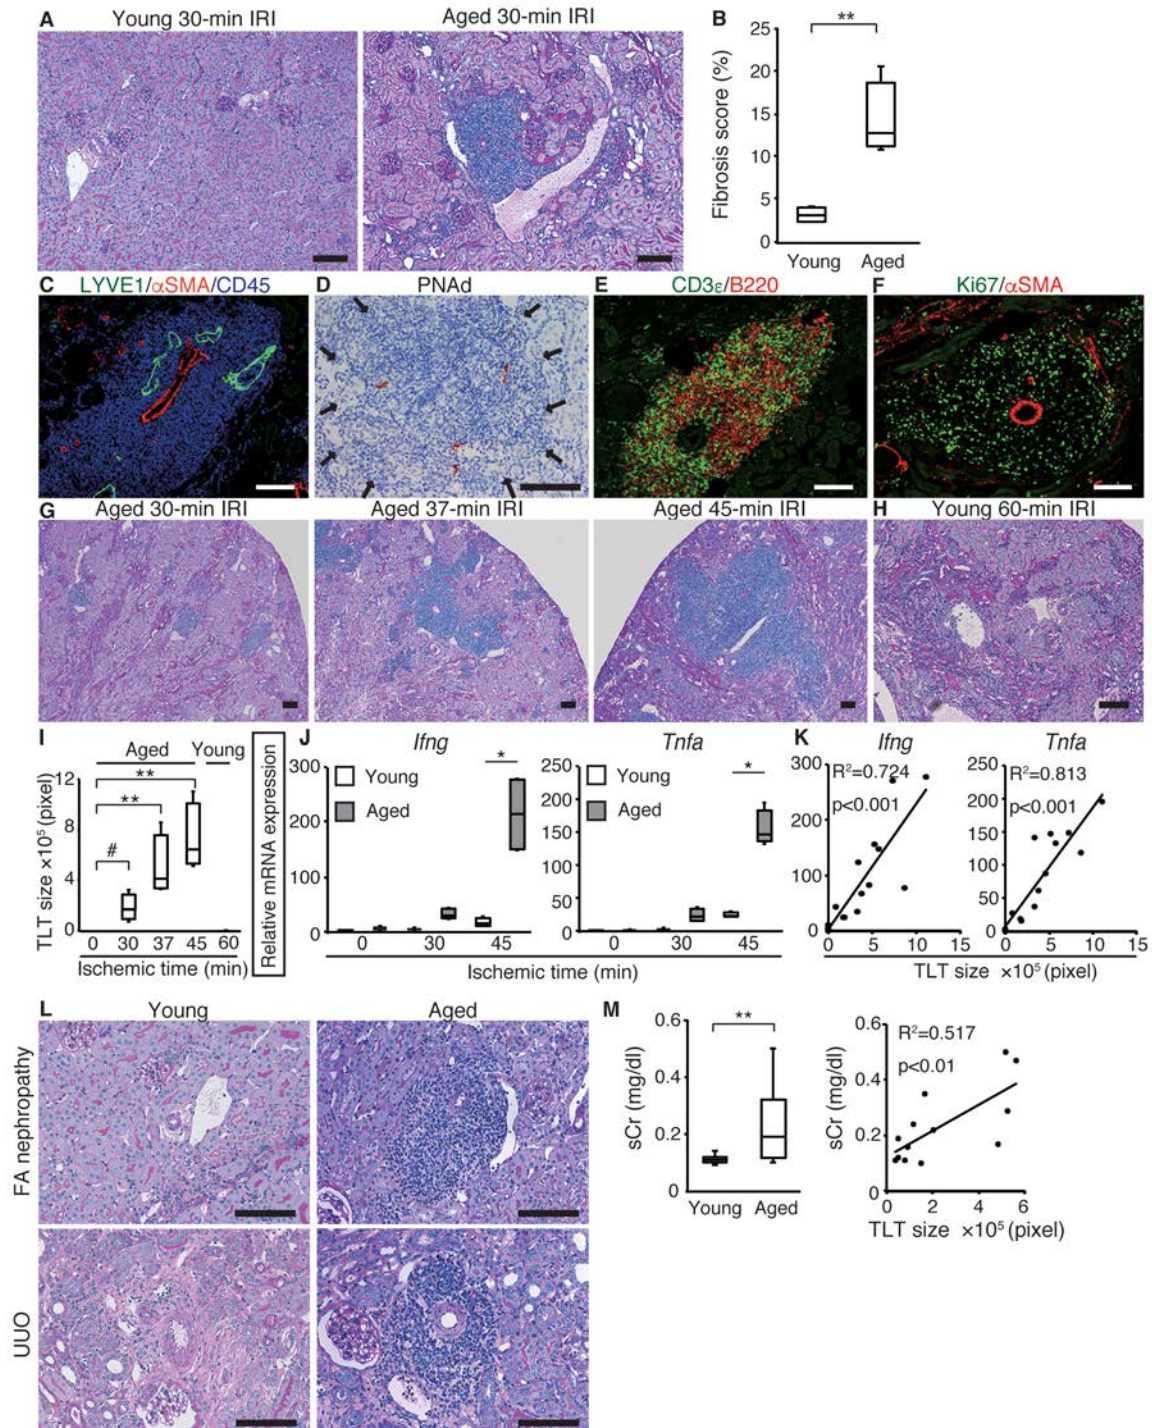 A Young 30-min IRI Aged 30-min IRI
B
**
Fibrosis score (%)
25
20
15
10
5
0
Young Aged
C LYVE1/αSMA/CD45
D PNAd
E CD3ε/B220
F Ki67/αSMA
G Aged 30-min IRI Aged 37-min IRI Aged 45-min IRI
H Young 60-min IRI
I
Aged Young
**
**
#
TLT size ×10⁵ (pixel)
12
8
4
0
0 30 37 45 60
Ischemic time (min)
Relative mRNA expression
J
Ifng
Young
Aged
*
300
200
100
0
0 30 45
Tnfa
Young
Aged
*
250
200
150
100
50
0
0 30 45
Ischemic time (min)
K
Ifng
R²=0.724
p<0.001
300
200
100
0
0 5 10 15
Tnfa
R²=0.813
p<0.001
250
200
150
100
50
0
0 5 10 15
TLT size ×10⁵ (pixel)
L
Young Aged
FA nephropathy
UUO
M
**
sCr (mg/dl)
0.6
0.4
0.2
0
Young Aged
R²=0.517
p<0.01
sCr (mg/dl)
0.6
0.4
0.2
0
0 2 4 6
TLT size ×10⁵ (pixel)